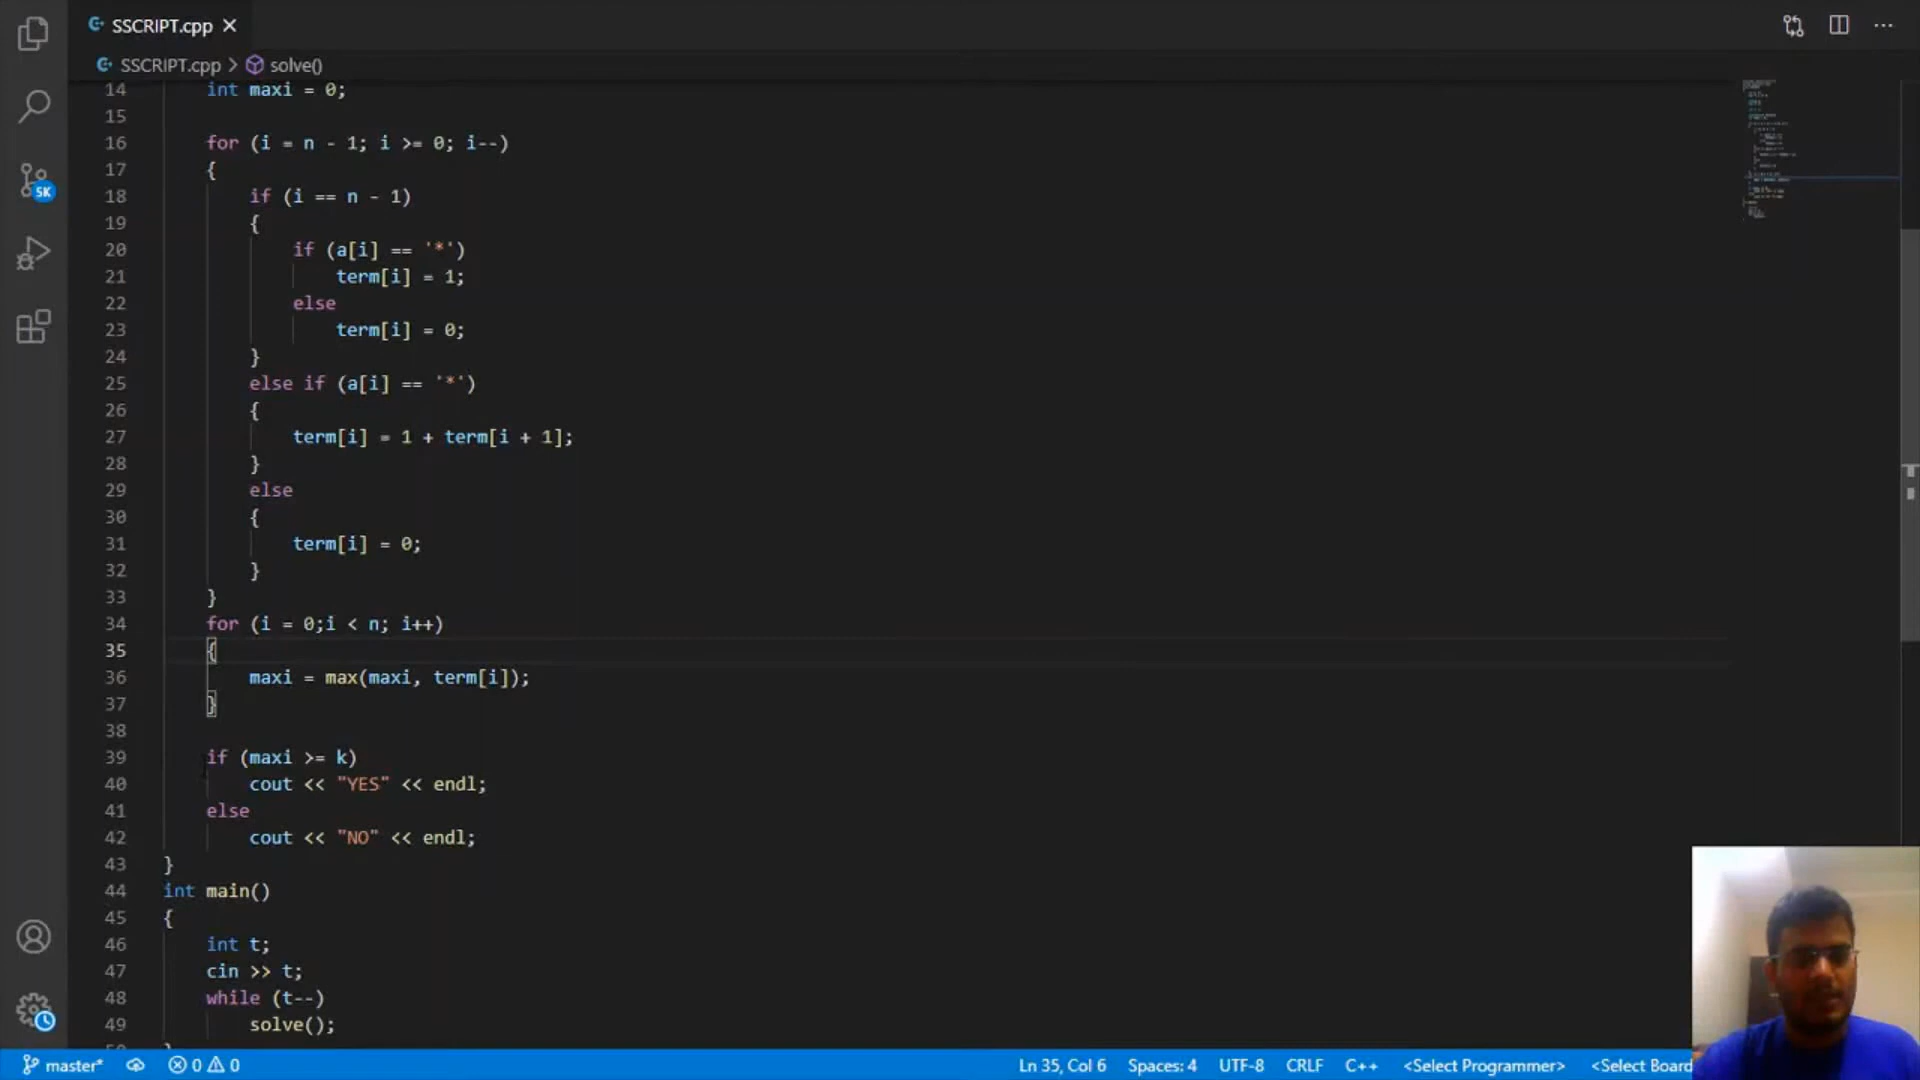 SSCRIPT.cpp
SSCRIPT.cpp > solve()
14 int maxi = 0;
15
16 for (i = n - 1; i >= 0; i--)
17 {
18 if (i == n - 1)
19 {
20 if (a[i] == '*')
21 term[i] = 1;
22 else
23 term[i] = 0;
24 }
25 else if (a[i] == '*')
26 {
27 term[i] = 1 + term[i + 1];
28 }
29 else
30 {
31 term[i] = 0;
32 }
33 }
34 for (i = 0;i < n; i++)
35 {
36 maxi = max(maxi, term[i]);
37 }
38
39 if (maxi >= k)
40 cout << "YES" << endl;
41 else
42 cout << "NO" << endl;
43 }
44 int main()
45 {
46 int t;
47 cin >> t;
48 while (t--)
49 solve();
SK
master* 0 0 Ln 35, Col 6 Spaces: 4 UTF-8 CRLF C++ <Select Programmer> <Select Board